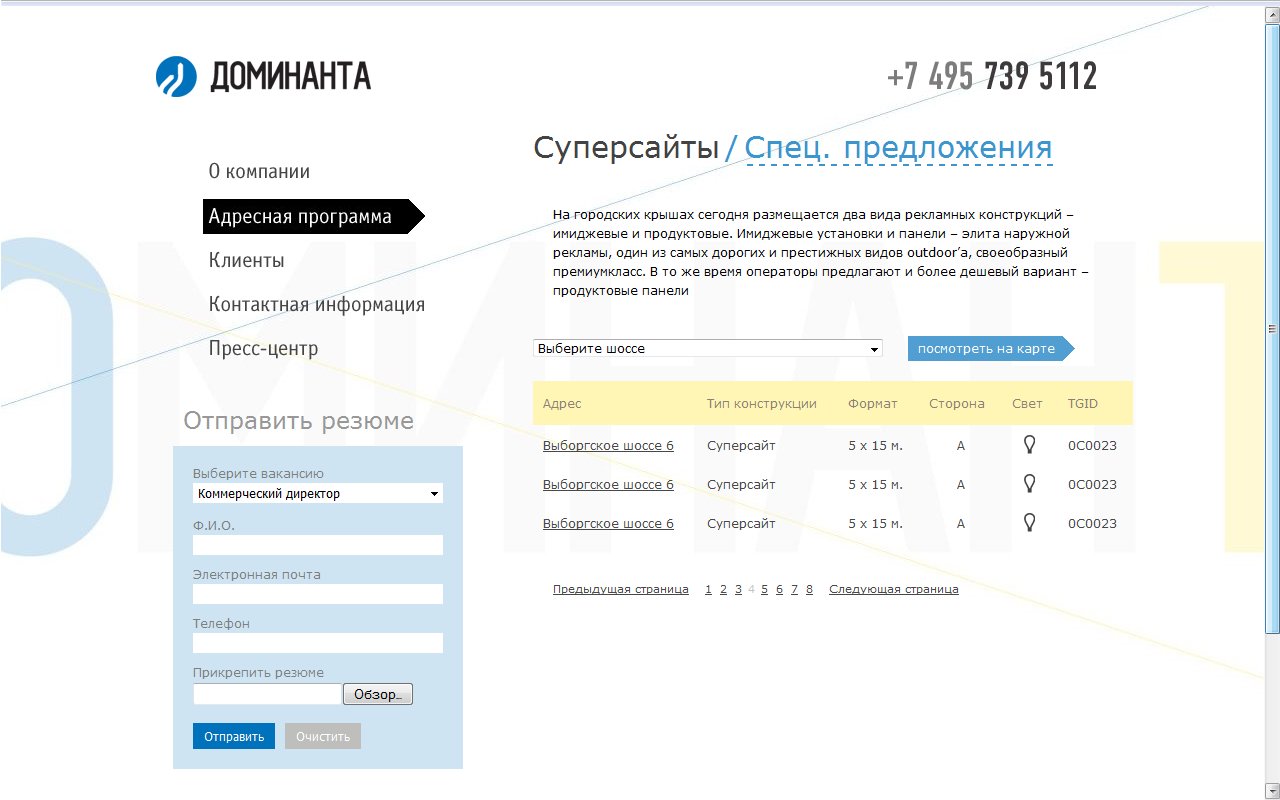 ДОМИНАНТА
+7 495 739 5112
Суперсайты / Спец. предложения
О компании
Адресная программа
Клиенты
Контактная информация
Пресс-центр
На городских крышах сегодня размещается два вида рекламных конструкций –
имиджевые и продуктовые. Имиджевые установки и панели – элита наружной
рекламы, один из самых дорогих и престижных видов outdoor'а, своеобразный
премиумкласс. В то же время операторы предлагают и более дешевый вариант –
продуктовые панели
Выберите шоссе
посмотреть на карте
Адрес Тип конструкции Формат Сторона Свет TGID
Выборгское шоссе 6 Суперсайт 5 х 15 м. А 0С0023
Выборгское шоссе 6 Суперсайт 5 х 15 м. А 0С0023
Выборгское шоссе 6 Суперсайт 5 х 15 м. А 0С0023
Предыдущая страница 1 2 3 4 5 6 7 8 Следующая страница
Отправить резюме
Выберите вакансию
Коммерческий директор
Ф.И.О.
Электронная почта
Телефон
Прикрепить резюме
Обзор...
Отправить Очистить
ОМИНАНТ